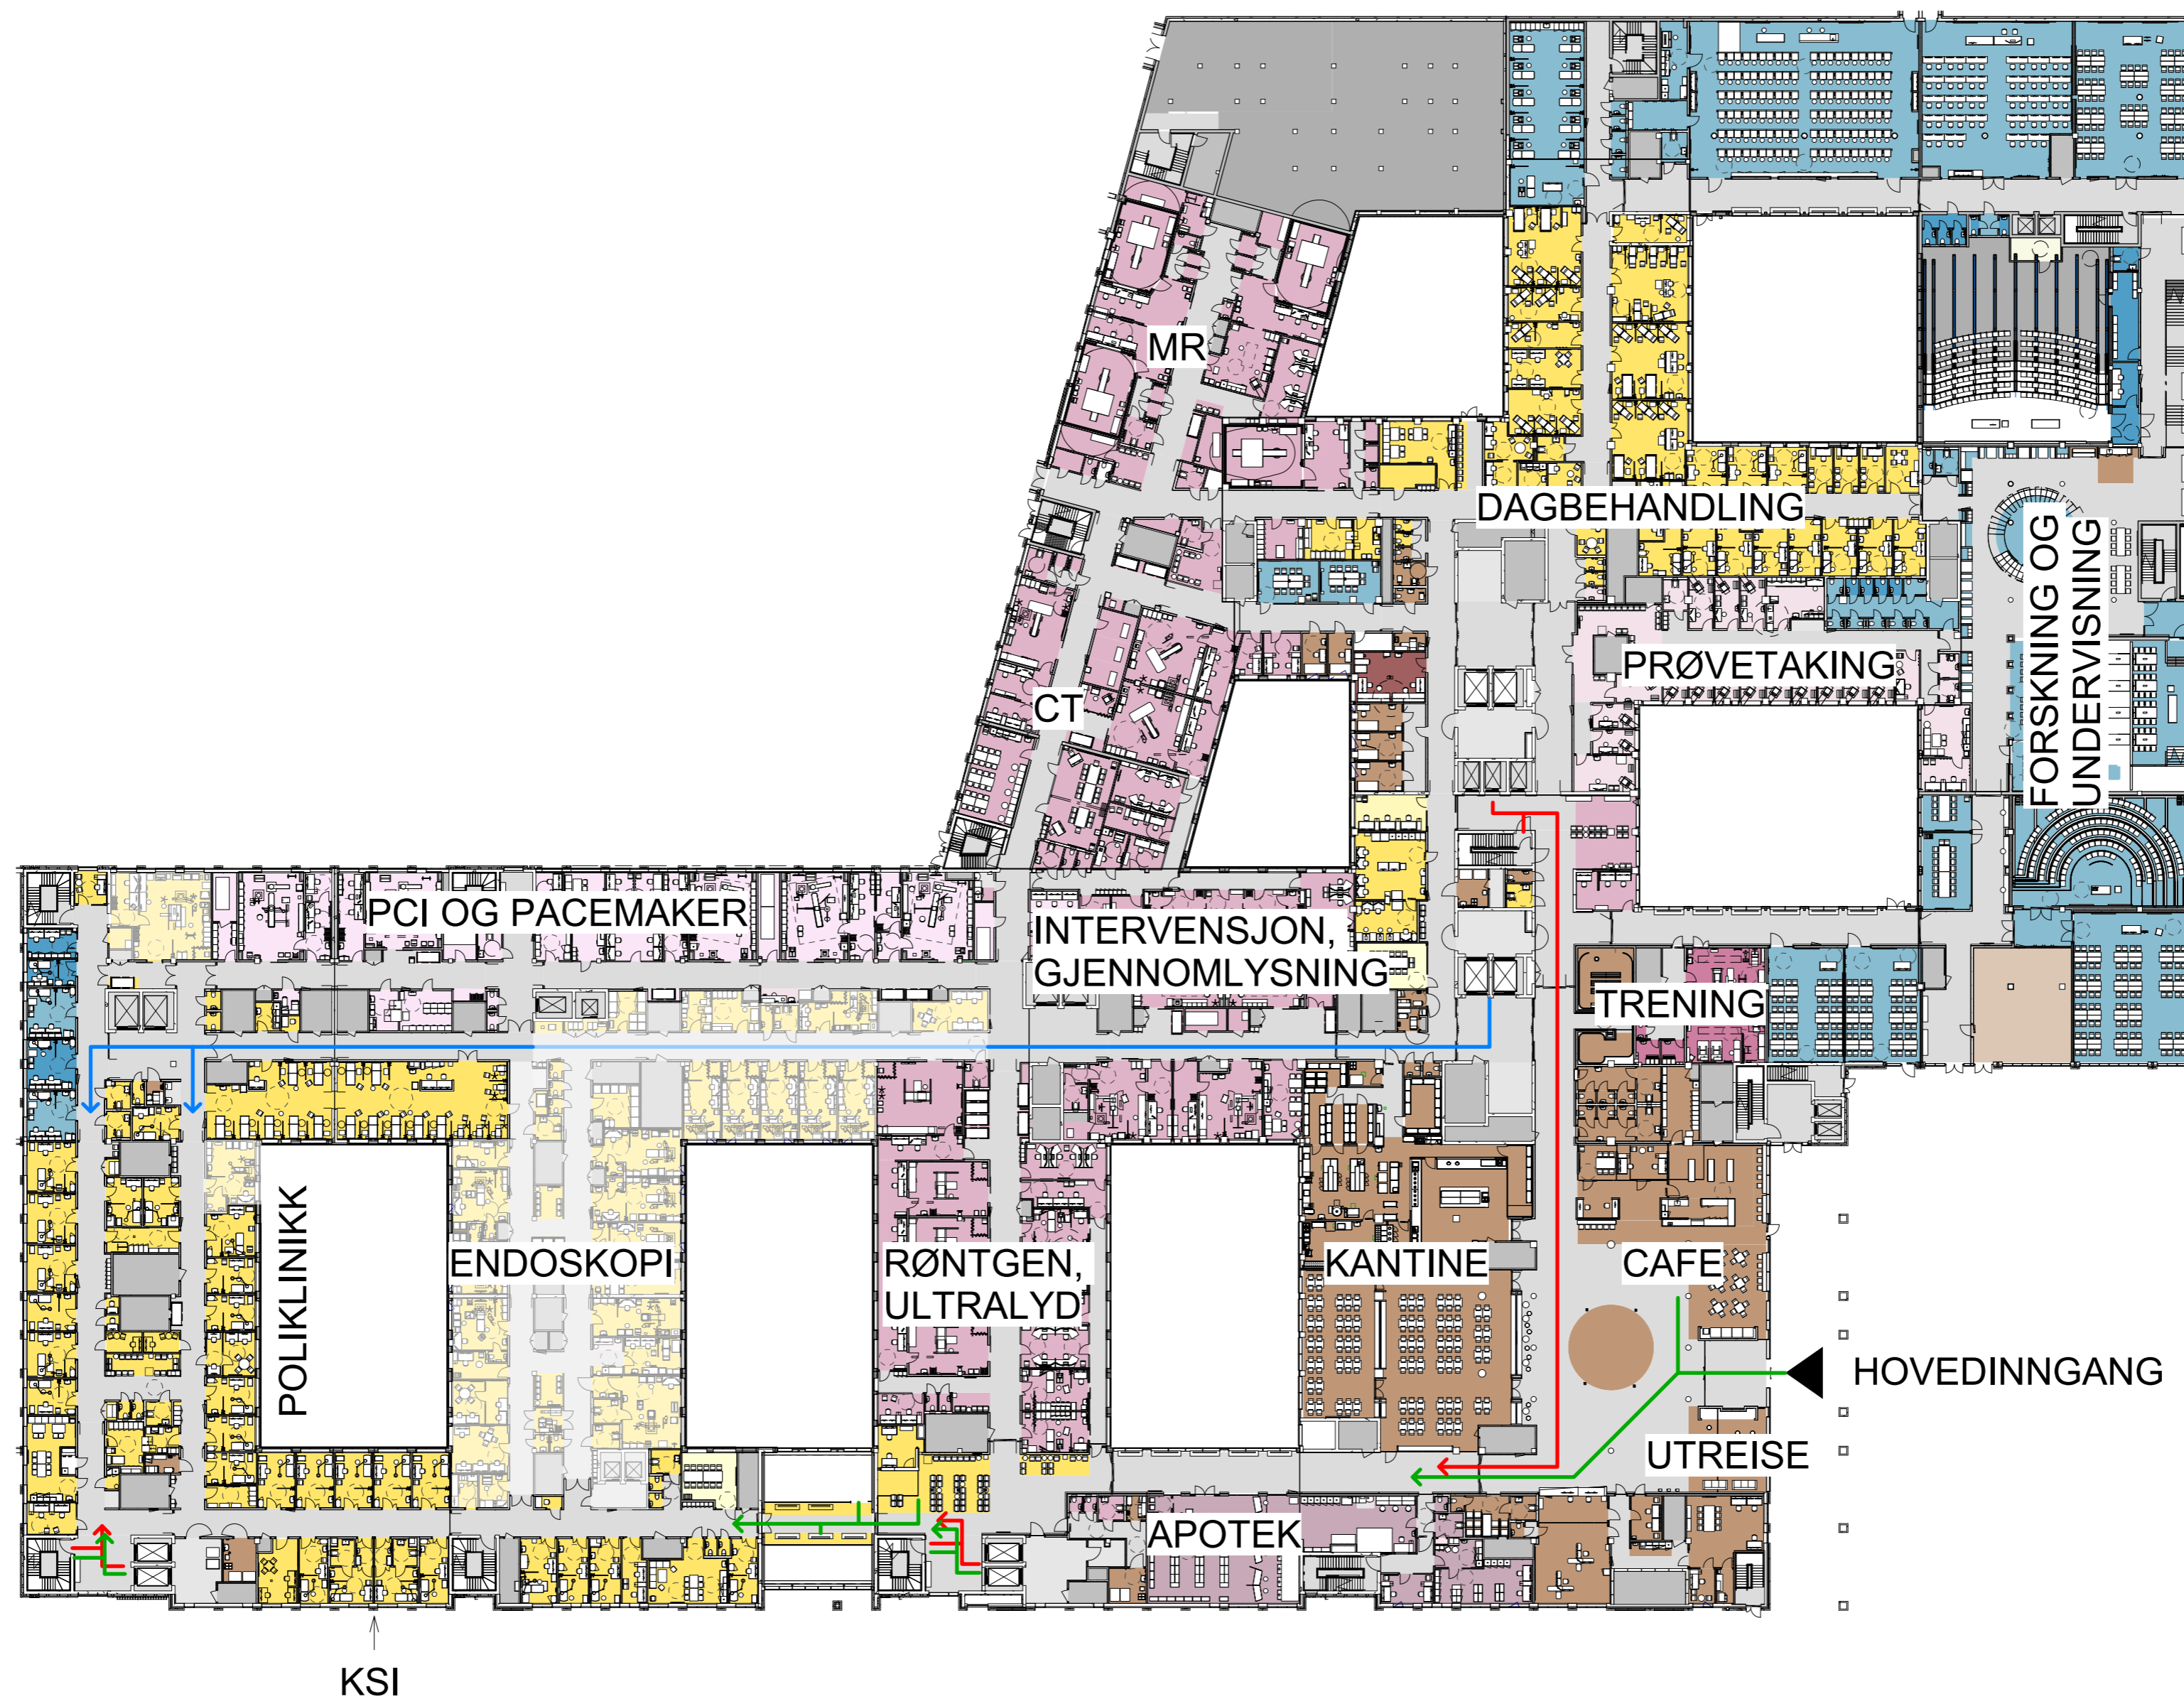 MR
DAGBEHANDLING
FORSKNING OG
UNDERVISNING
PRØVETAKING
CT
PCI OG PACEMAKER
INTERVENSJON,
GJENNOMLYSNING
TRENING
POLIKLINIKK
ENDOSKOPI
RØNTGEN,
ULTRALYD
KANTINE
CAFE
HOVEDINNGANG
UTREISE
APOTEK
KSI